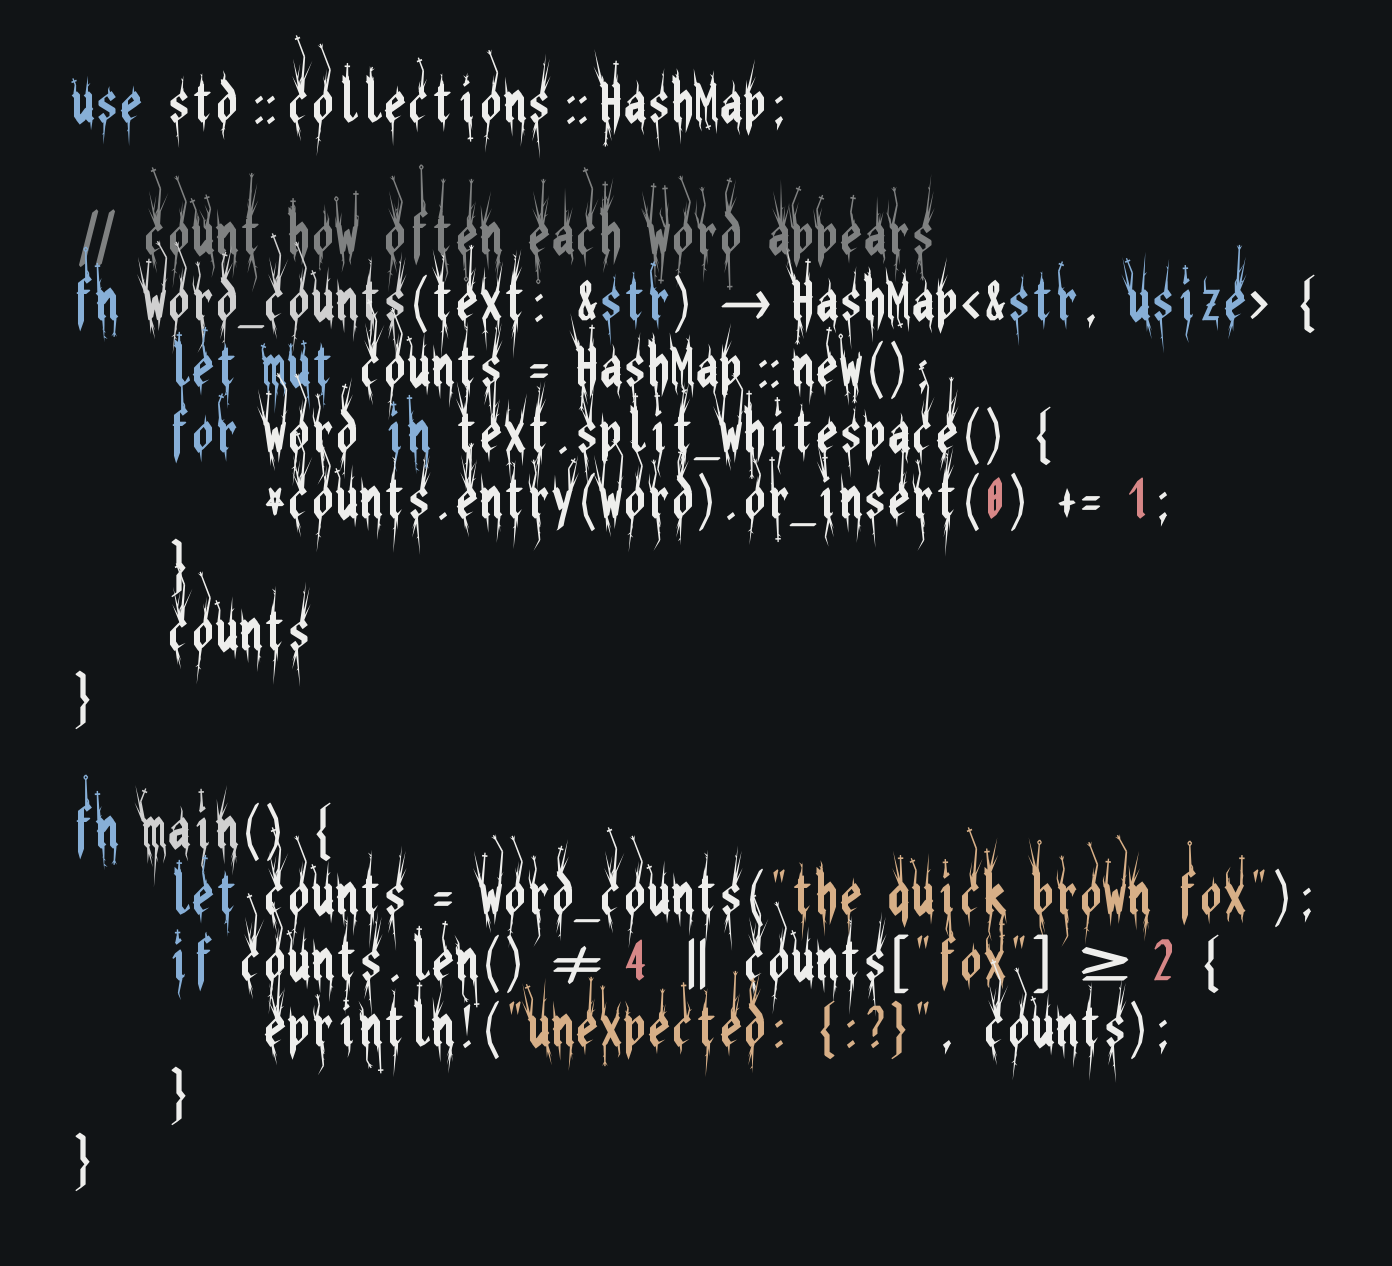 use std::collections::HashMap;
// count how often each word appears
fn word_counts(text: &str) -> HashMap<&str, usize> {
    let mut counts = HashMap::new();
    for word in text.split_whitespace() {
        *counts.entry(word).or_insert(0) += 1;
    }
    counts
}
fn main() {
    let counts = word_counts("the quick brown fox");
    if counts.len() != 4 || counts["fox"] >= 2 {
        eprintln!("unexpected: {:?}", counts);
    }
}